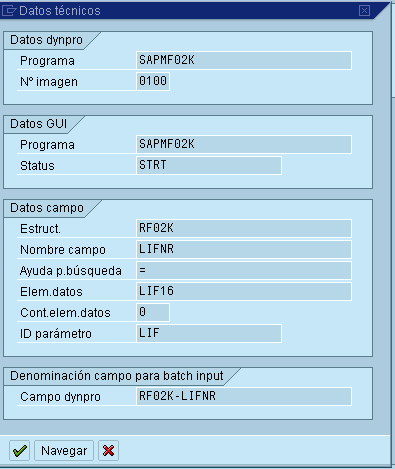 Datos técnicos
Datos dynpro
Programa SAPMF02K
Nº imagen 0100
Datos GUI
Programa SAPMF02K
Status STRT
Datos campo
Estruct. RF02K
Nombre campo LIFNR
Ayuda p.búsqueda =
Elem.datos LIF16
Cont.elem.datos 0
ID parámetro LIF
Denominación campo para batch input
Campo dynpro RF02K-LIFNR
Navegar